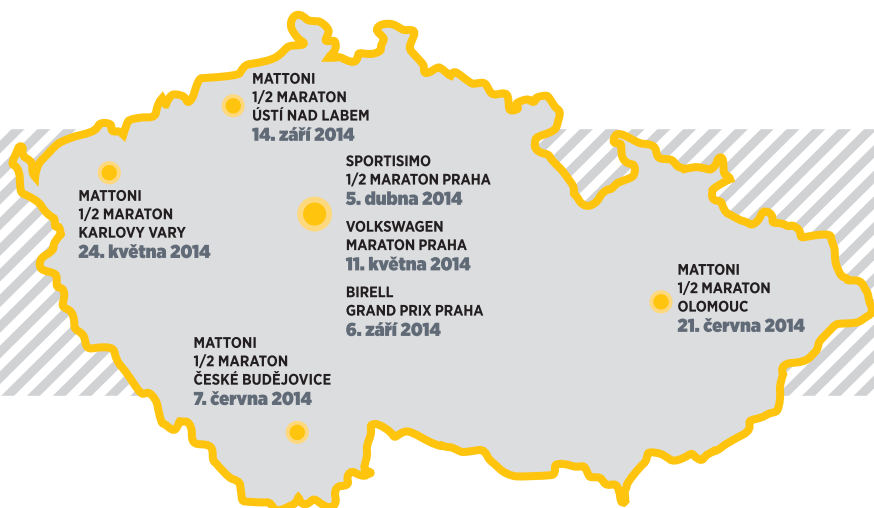 MATTONI
1/2 MARATON
ÚSTÍ NAD LABEM
14. září 2014
SPORTISIMO
1/2 MARATON PRAHA
5. dubna 2014
VOLKSWAGEN
MARATON PRAHA
11. května 2014
BIRELL
GRAND PRIX PRAHA
6. září 2014
MATTONI
1/2 MARATON
KARLOVY VARY
24. května 2014
MATTONI
1/2 MARATON
OLOMOUC
21. června 2014
MATTONI
1/2 MARATON
ČESKÉ BUDĚJOVICE
7. června 2014